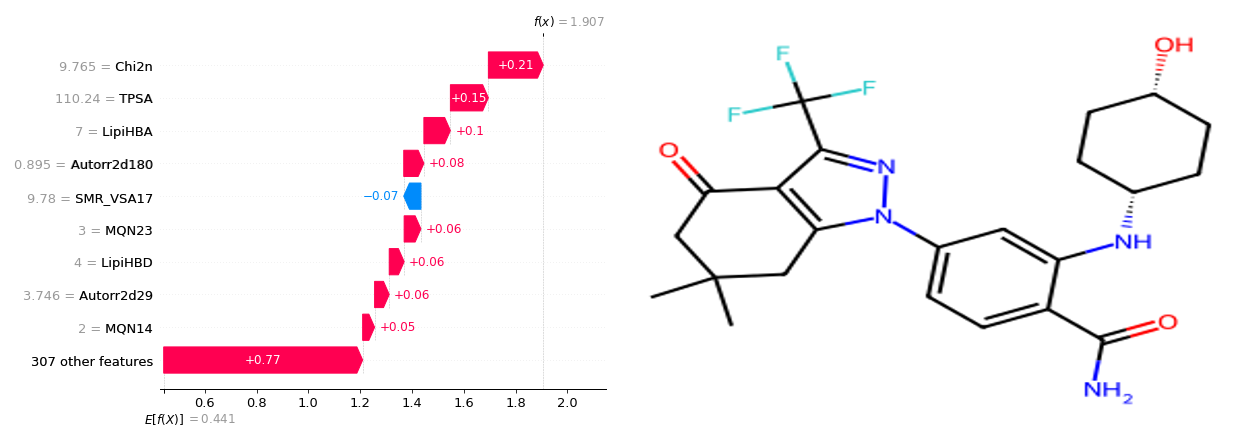 f(x) = 1.907
9.765 = Chi2n
+0.21
110.24 = TPSA
+0.15
7 = LipiHBA
+0.1
0.895 = Autorr2d180
+0.08
9.78 = SMR_VSA17
−0.07
3 = MQN23
+0.06
4 = LipiHBD
+0.06
3.746 = Autorr2d29
+0.06
2 = MQN14
+0.05
307 other features
+0.77
0.6 0.8 1.0 1.2 1.4 1.6 1.8 2.0
E[f(X)] = 0.441
OH
F
F
F
O
N
N
NH
O
NH2